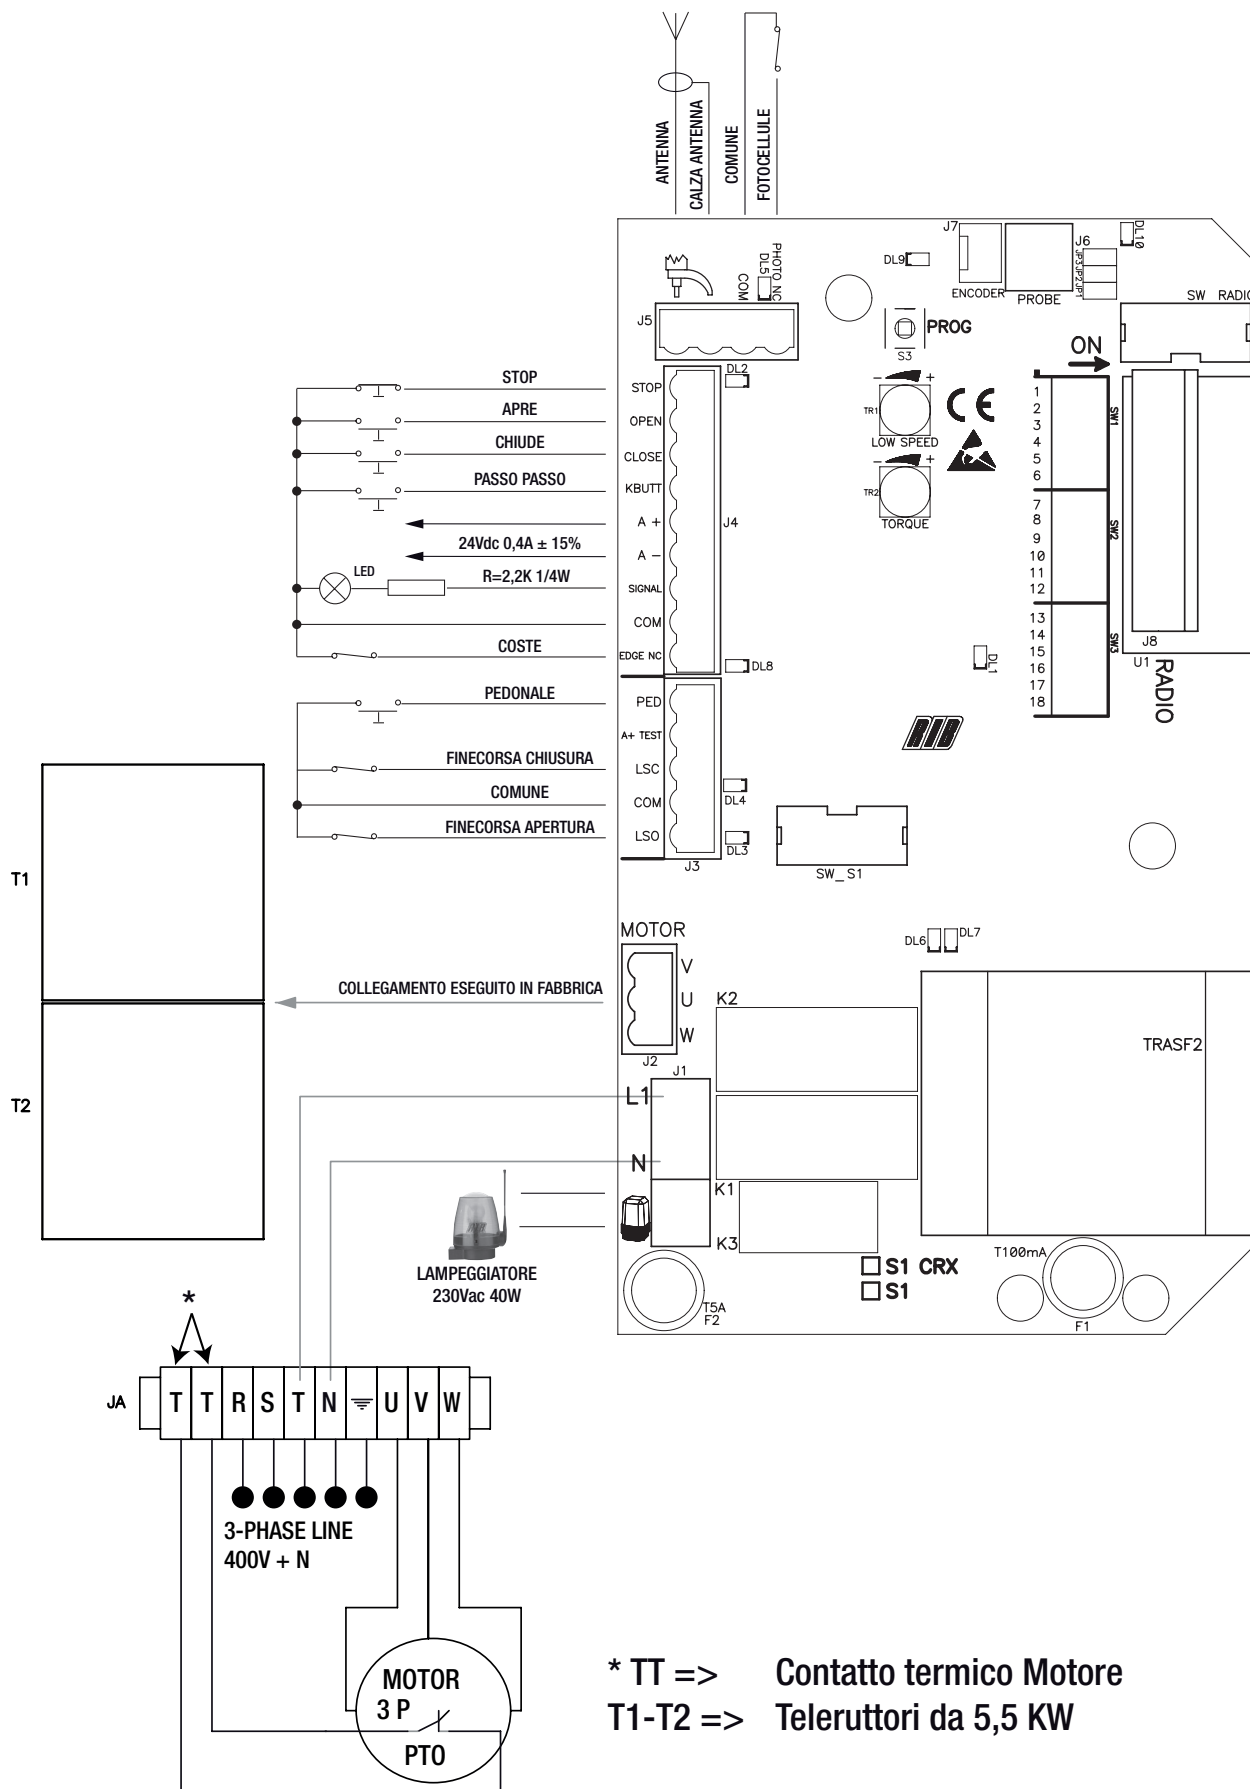 ANTENNA
CALZA ANTENNA
COMUNE
FOTOCELLULE
J7
J6
DL10
DL9
JP3
JP2
JP1
ENCODER
PROBE
PHOTO NC
DL5
COM
SW RADIO
J5
PROG
S3
ON
STOP
STOP
DL2
APRE
OPEN
- +
TR1
LOW SPEED
CHIUDE
CLOSE
- +
TR2
TORQUE
PASSO PASSO
KBUTT
A +
J4
24Vdc 0,4A ± 15%
A -
LED
R=2,2K 1/4W
SIGNAL
COM
COSTE
EDGE NC
DL8
1
2
3
4
5
6
SW1
7
8
9
10
11
12
SW2
13
14
15
16
17
18
SW3
DL1
J8
U1
RADIO
PEDONALE
PED
A+ TEST
FINECORSA CHIUSURA
LSC
COMUNE
COM
DL4
FINECORSA APERTURA
LSO
DL3
J3
SW_S1
T1
T2
MOTOR
V
U
W
J2
COLLEGAMENTO ESEGUITO IN FABBRICA
DL6
DL7
K2
TRASF2
J1
L1
N
K1
K3
LAMPEGGIATORE
230Vac 40W
S1 CRX
S1
T100mA
F1
T5A
F2
*
JA
T T R S T N U V W
3-PHASE LINE
400V + N
MOTOR
3 P
PTO
* TT => Contatto termico Motore
T1-T2 => Teleruttori da 5,5 KW